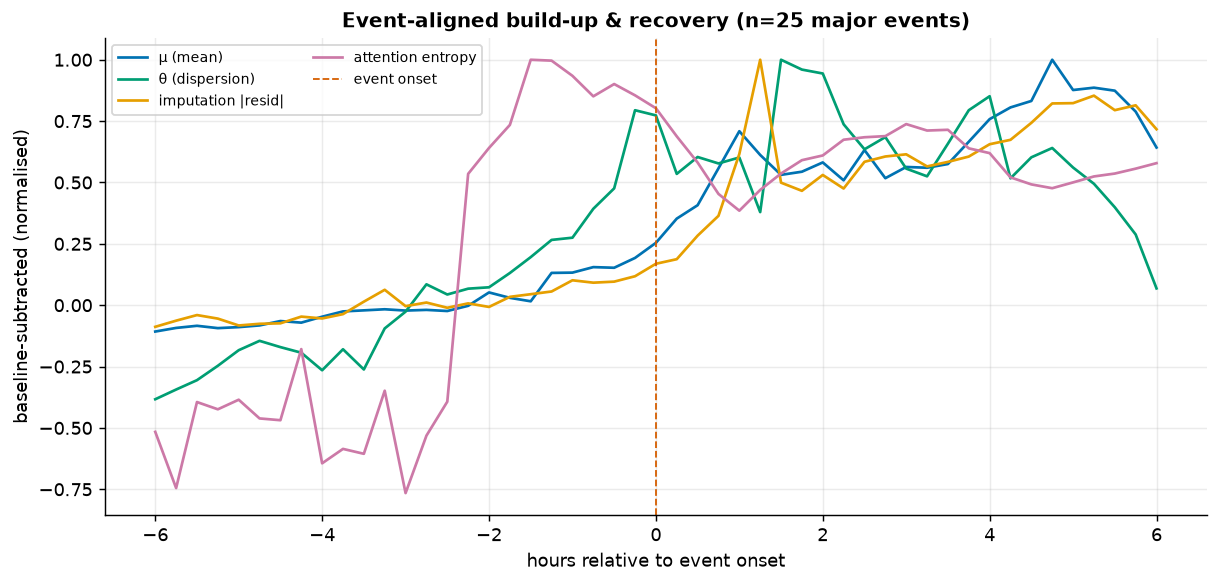 Event-aligned build-up & recovery (n=25 major events)
μ (mean)
θ (dispersion)
imputation |resid|
attention entropy
event onset
baseline-subtracted (normalised)
1.00
0.75
0.50
0.25
0.00
−0.25
−0.50
−0.75
−6 −4 −2 0 2 4 6
hours relative to event onset